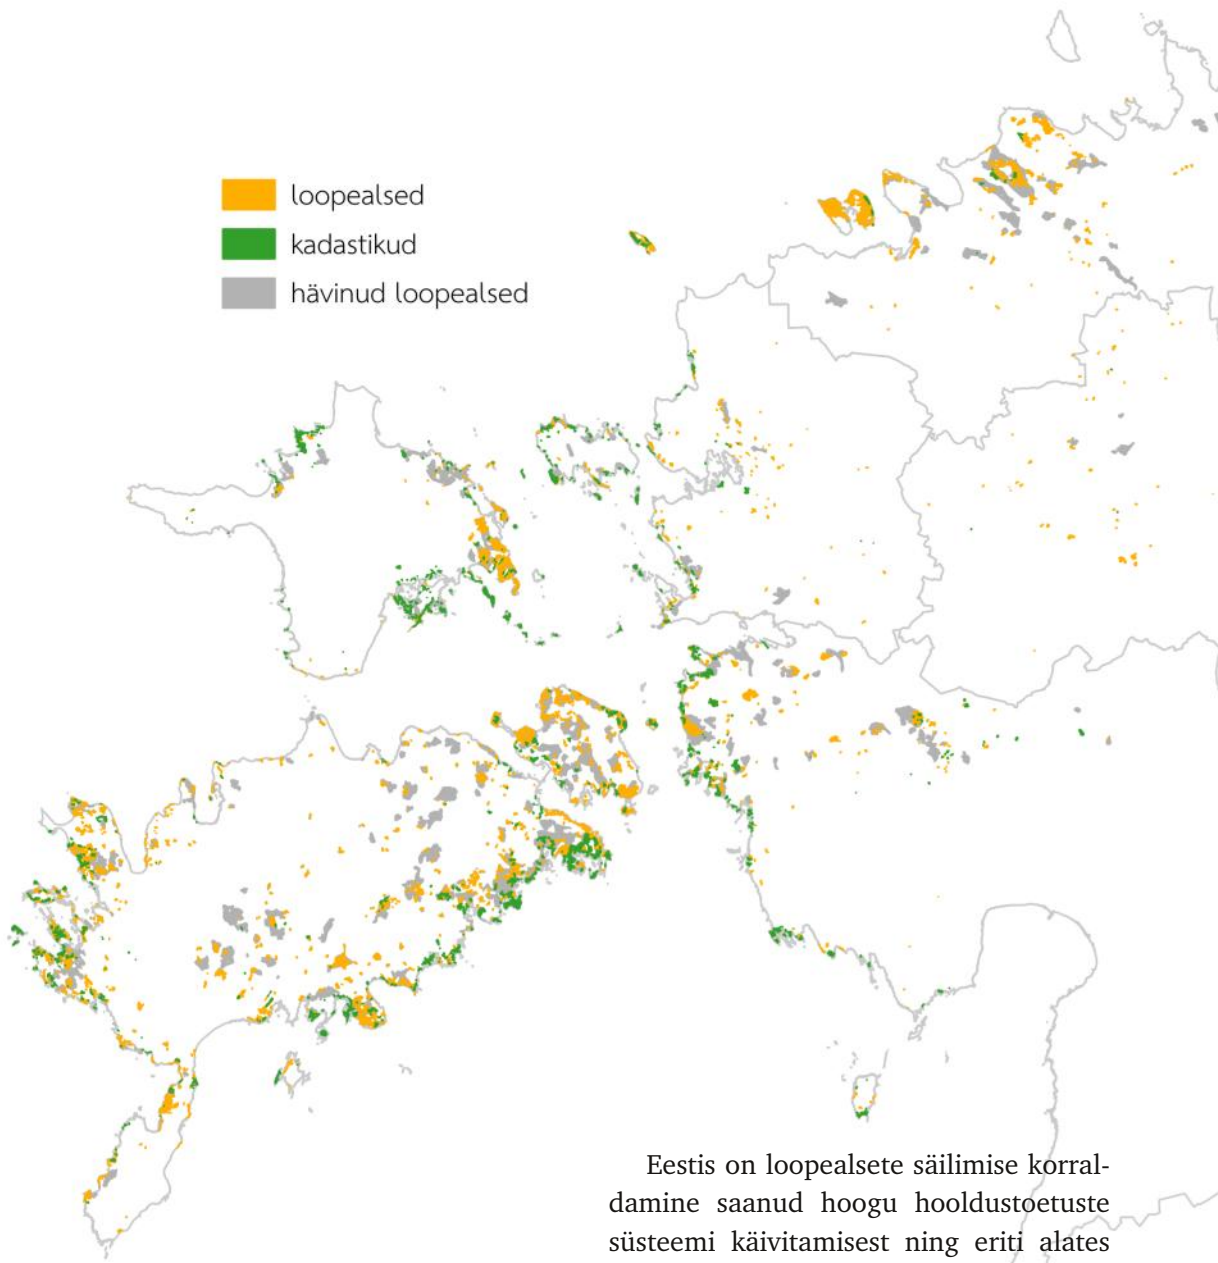 loopealsed
kadastikud
hävinud loopealsed
Eestis on loopealsete säilimise korral-
damine saanud hoogu hooldustoetuste
süsteemi käivitamisest ning eriti alates